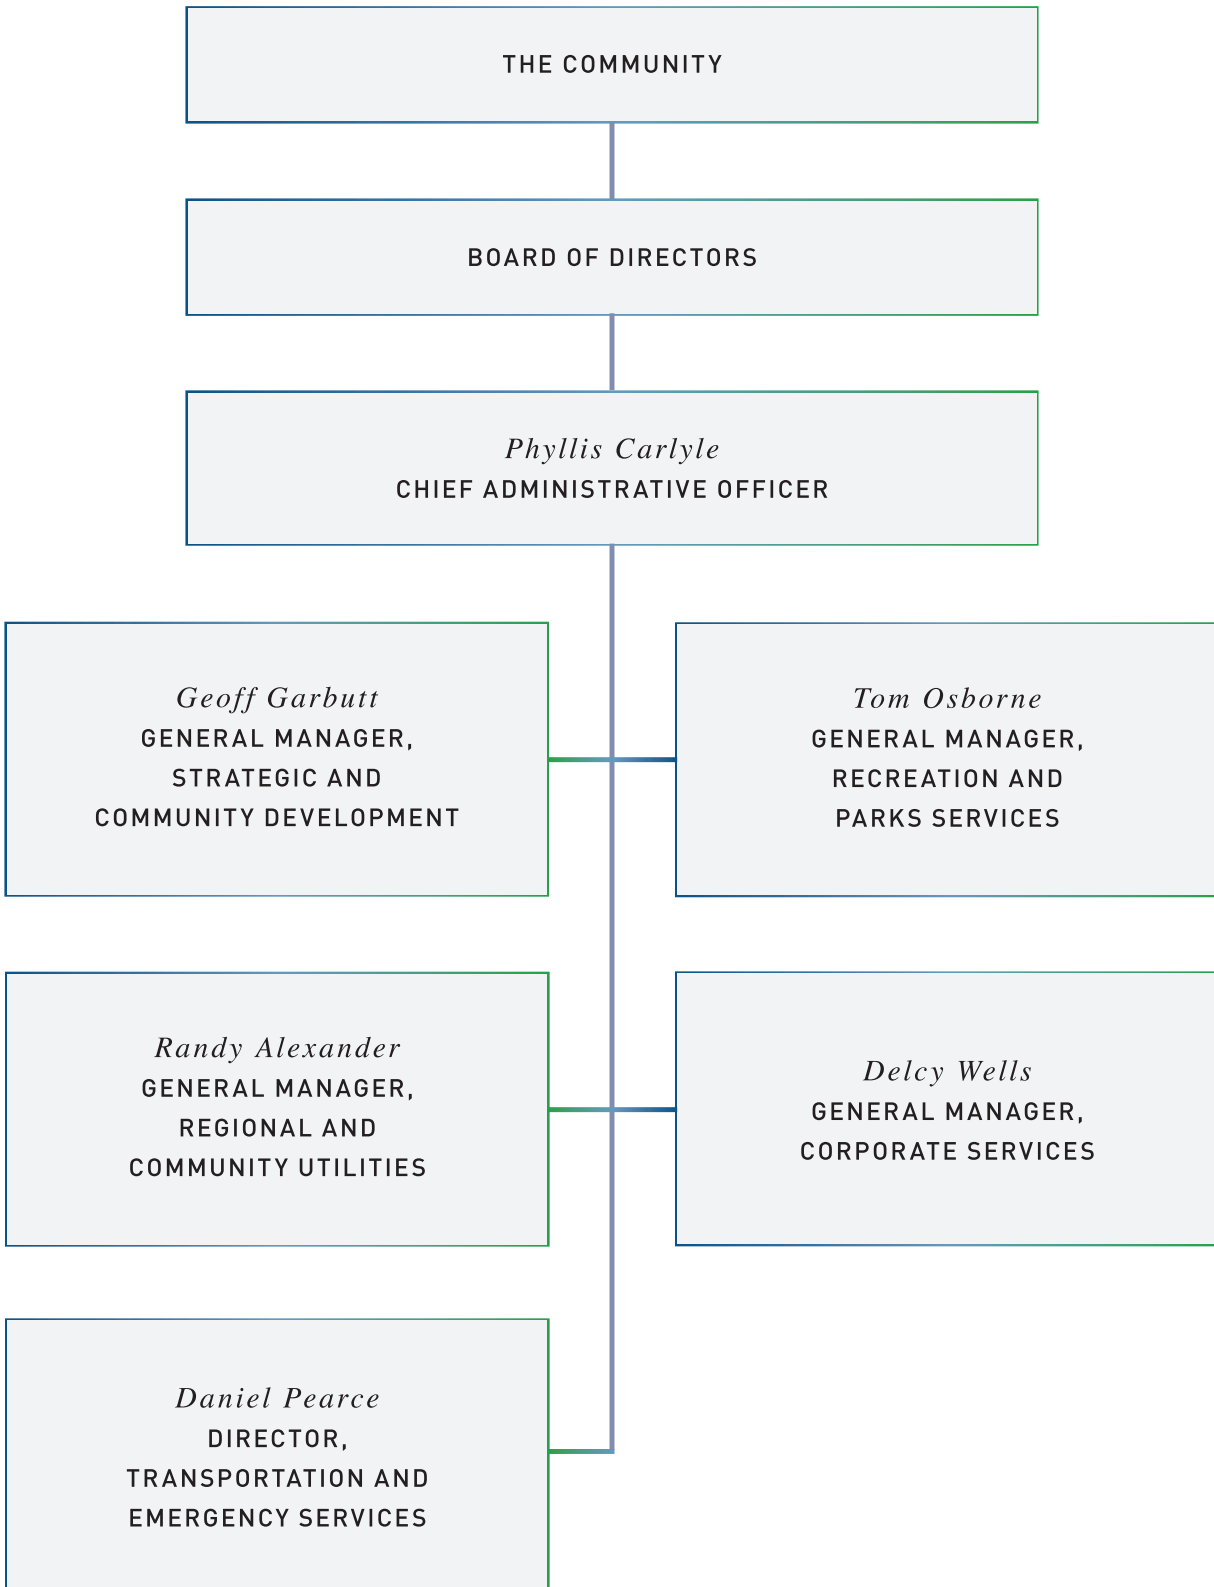 THE COMMUNITY
BOARD OF DIRECTORS
Phyllis Carlyle
CHIEF ADMINISTRATIVE OFFICER
Geoff Garbutt
GENERAL MANAGER,
STRATEGIC AND
COMMUNITY DEVELOPMENT
Tom Osborne
GENERAL MANAGER,
RECREATION AND
PARKS SERVICES
Randy Alexander
GENERAL MANAGER,
REGIONAL AND
COMMUNITY UTILITIES
Delcy Wells
GENERAL MANAGER,
CORPORATE SERVICES
Daniel Pearce
DIRECTOR,
TRANSPORTATION AND
EMERGENCY SERVICES